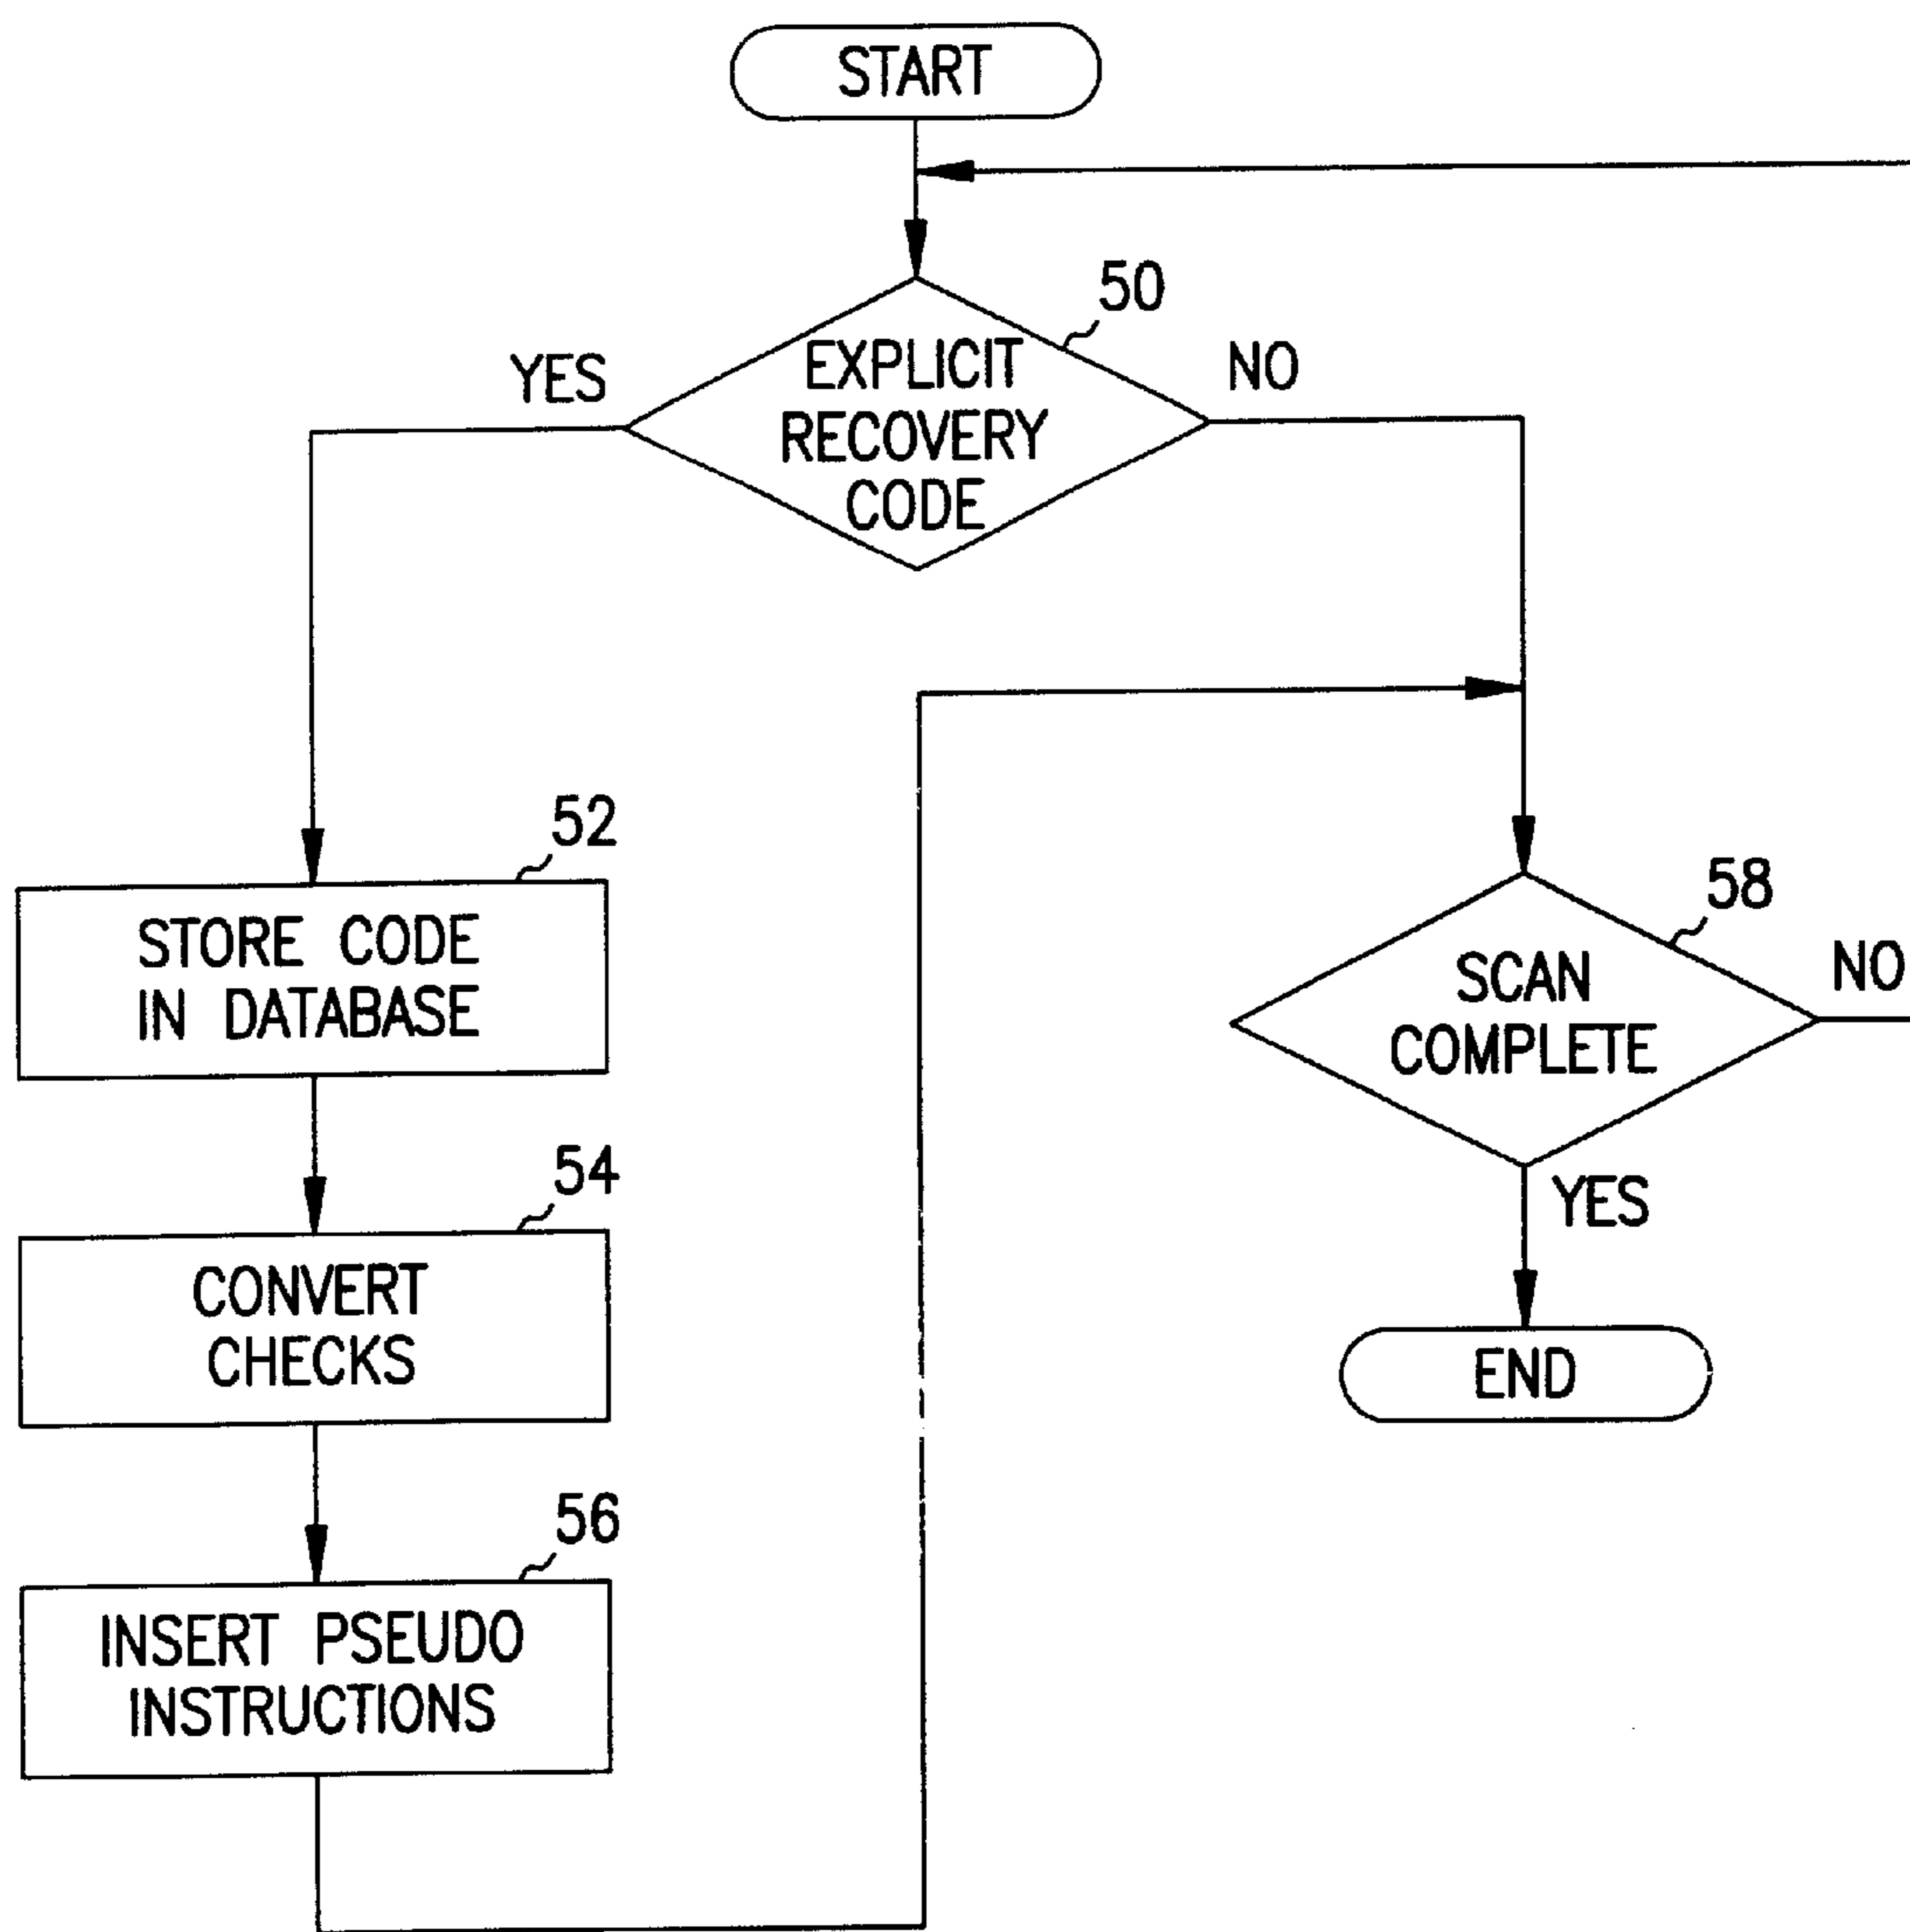 START
50
EXPLICIT
RECOVERY
CODE
YES
NO
52
STORE CODE
IN DATABASE
58
SCAN
COMPLETE
NO
YES
54
CONVERT
CHECKS
END
56
INSERT PSEUDO
INSTRUCTIONS